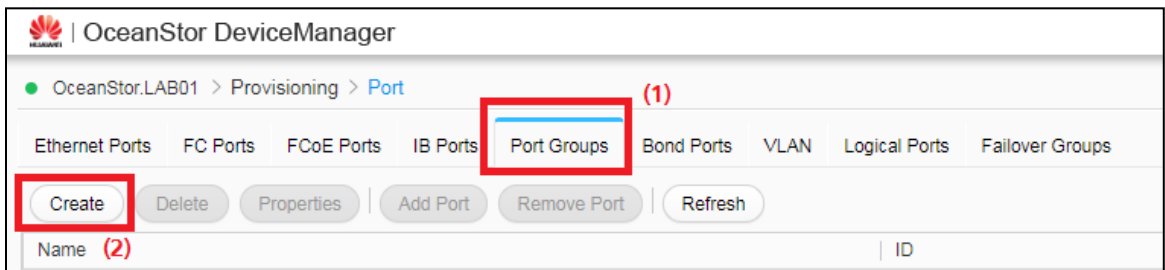 HUAWEI | OceanStor DeviceManager
OceanStor.LAB01 > Provisioning > Port
(1)
Ethernet Ports FC Ports FCoE Ports IB Ports Port Groups Bond Ports VLAN Logical Ports Failover Groups
Create Delete Properties Add Port Remove Port Refresh
Name (2) ID